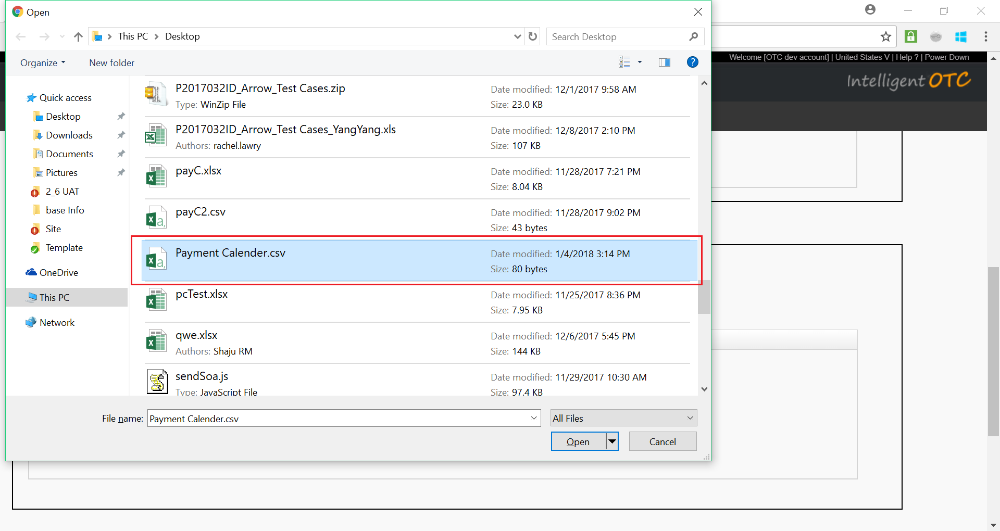 Open
This PC > Desktop
Search Desktop
Organize
New folder
Welcome [OTC dev account] | United States V | Help ? | Power Down
Intelligent OTC
Quick access
Desktop
Downloads
Documents
Pictures
2_6 UAT
base Info
Site
Template
OneDrive
This PC
Network
P2017032ID_Arrow_Test Cases.zip
Type: WinZip File
Date modified: 12/1/2017 9:58 AM
Size: 23.0 KB
P2017032ID_Arrow_Test Cases_YangYang.xls
Authors: rachel.lawry
Date modified: 12/8/2017 2:10 PM
Size: 107 KB
payC.xlsx
Date modified: 11/28/2017 7:21 PM
Size: 8.04 KB
payC2.csv
Date modified: 11/28/2017 9:02 PM
Size: 43 bytes
Payment Calender.csv
Date modified: 1/4/2018 3:14 PM
Size: 80 bytes
pcTest.xlsx
Date modified: 11/25/2017 8:36 PM
Size: 7.95 KB
qwe.xlsx
Authors: Shaju RM
Date modified: 12/6/2017 5:45 PM
Size: 144 KB
sendSoa.js
Type: JavaScript File
Date modified: 11/29/2017 10:30 AM
Size: 97.4 KB
File name: Payment Calender.csv
All Files
Open
Cancel